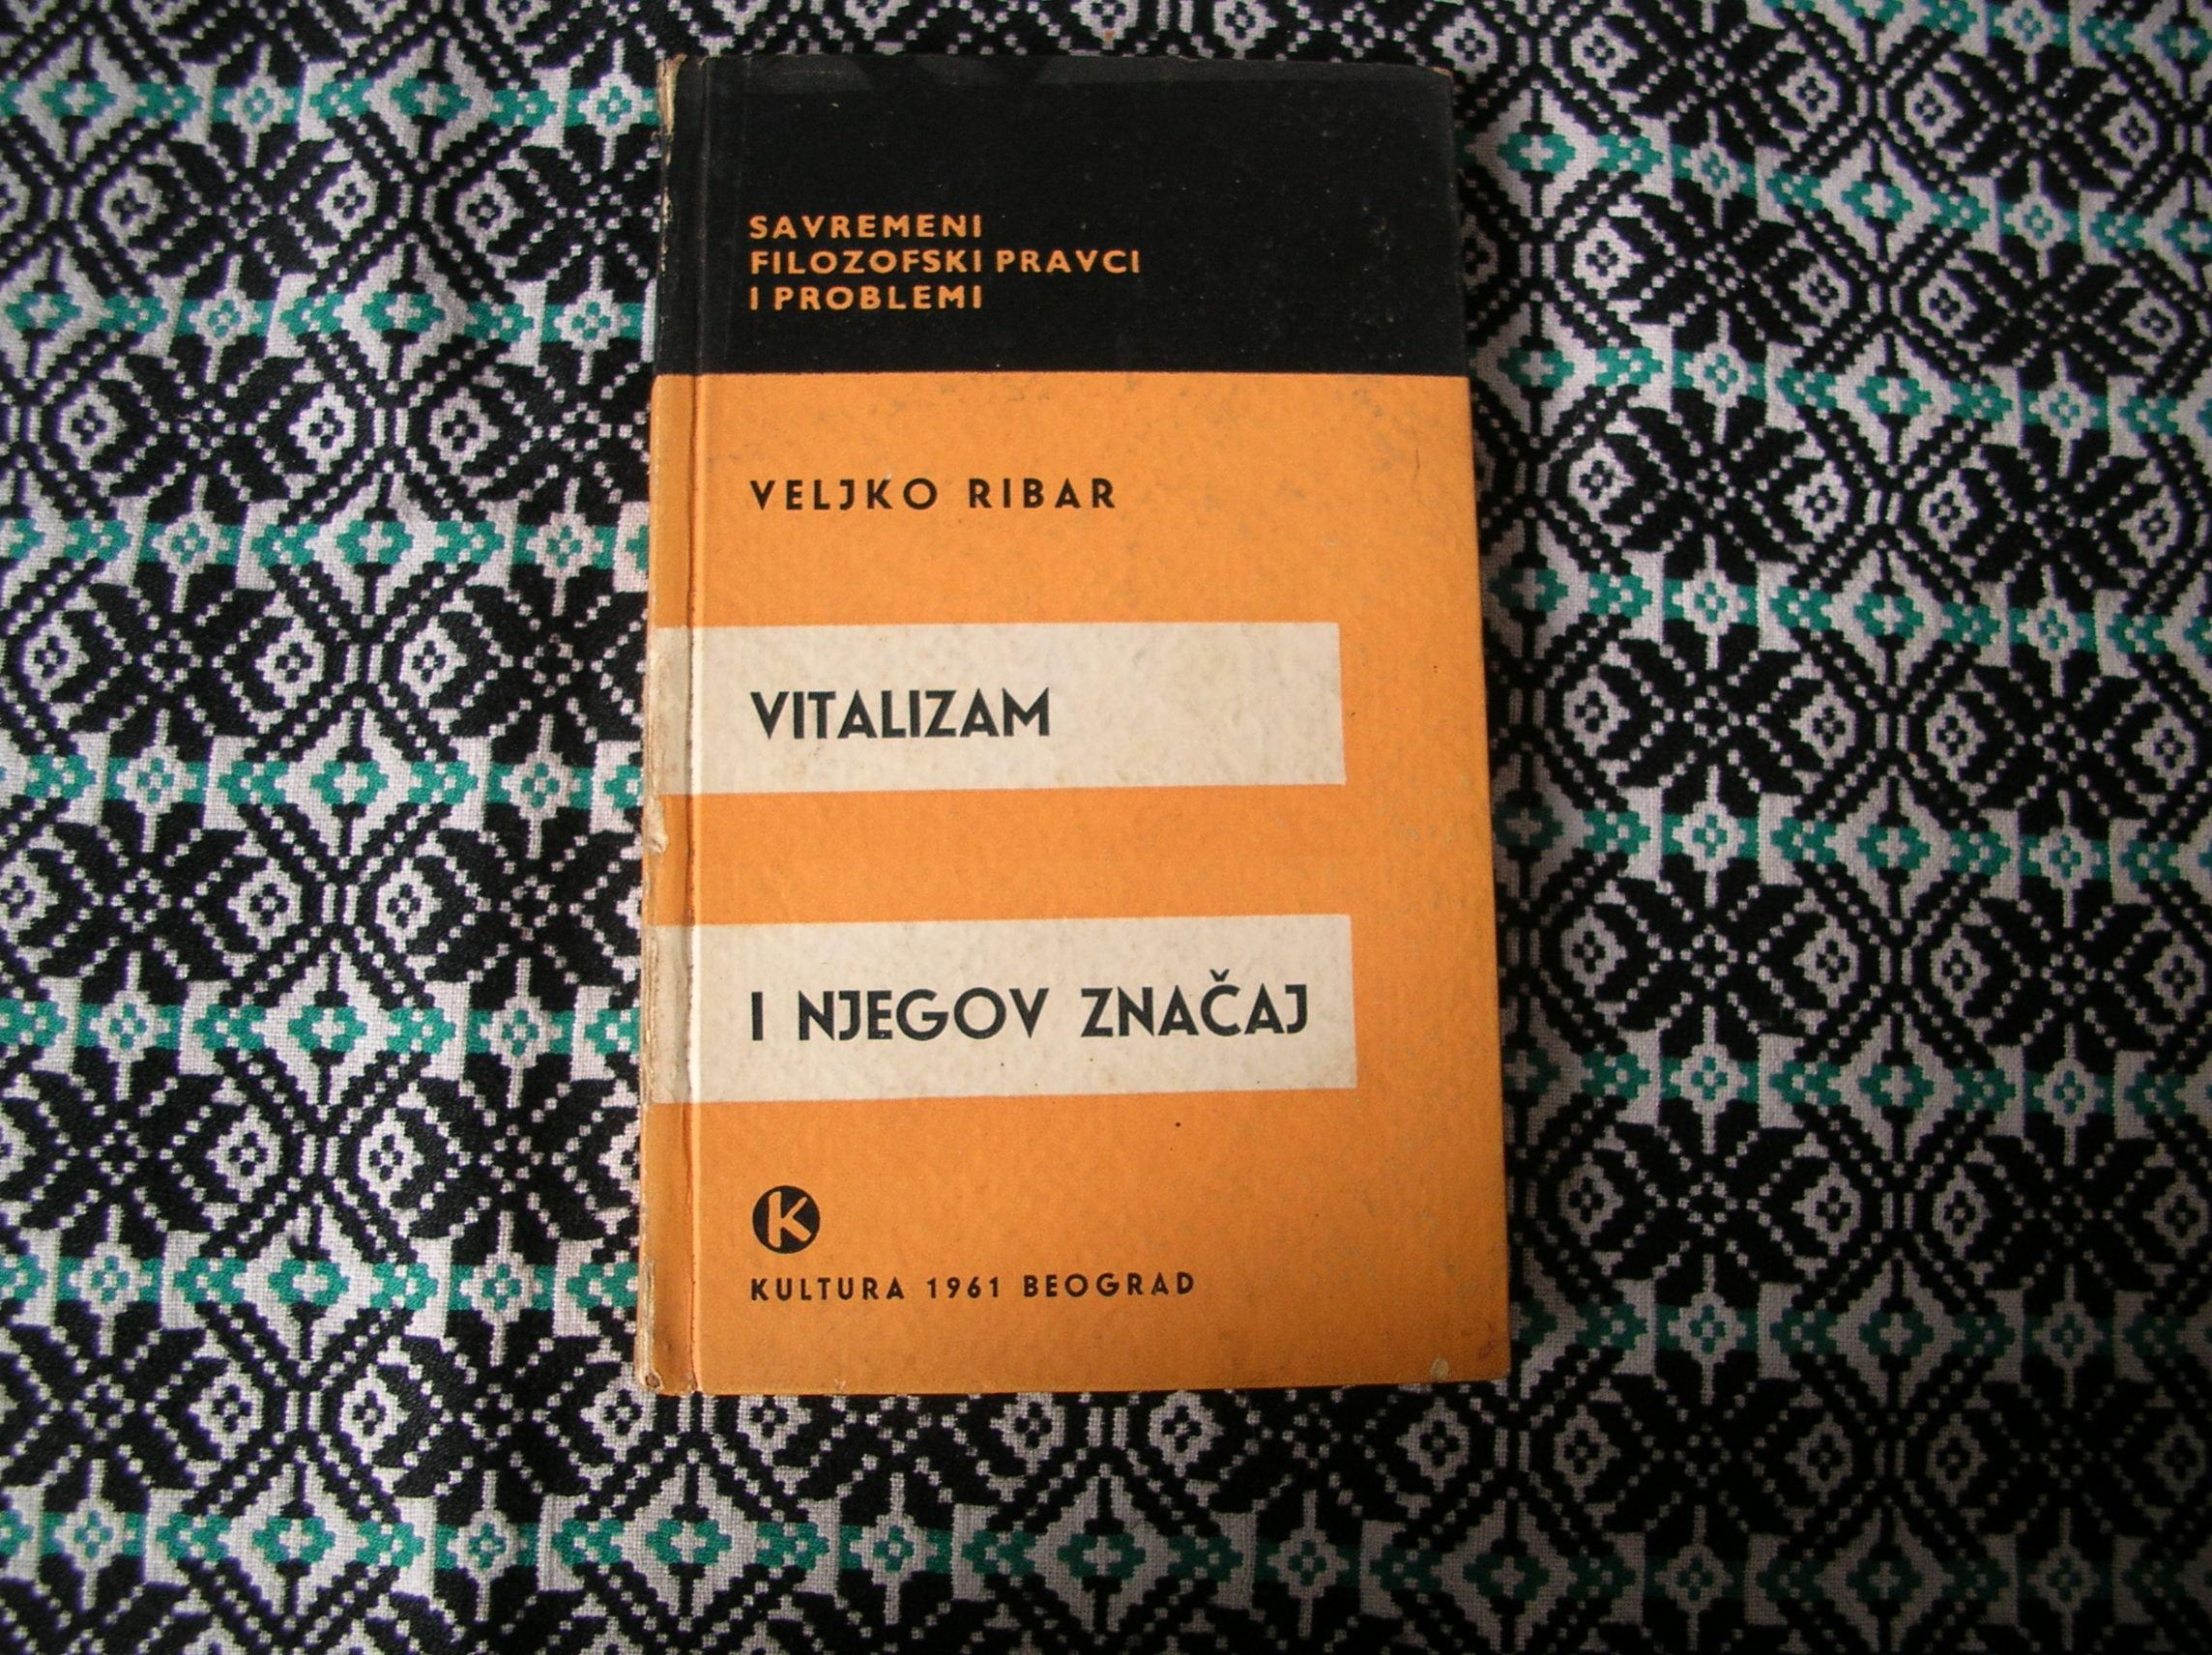 SAVREMENI
FILOZOFSKI PRAVCI
I PROBLEMI
VELJKO RIBAR
VITALIZAM
I NJEGOV ZNAČAJ
K
KULTURA 1961 BEOGRAD